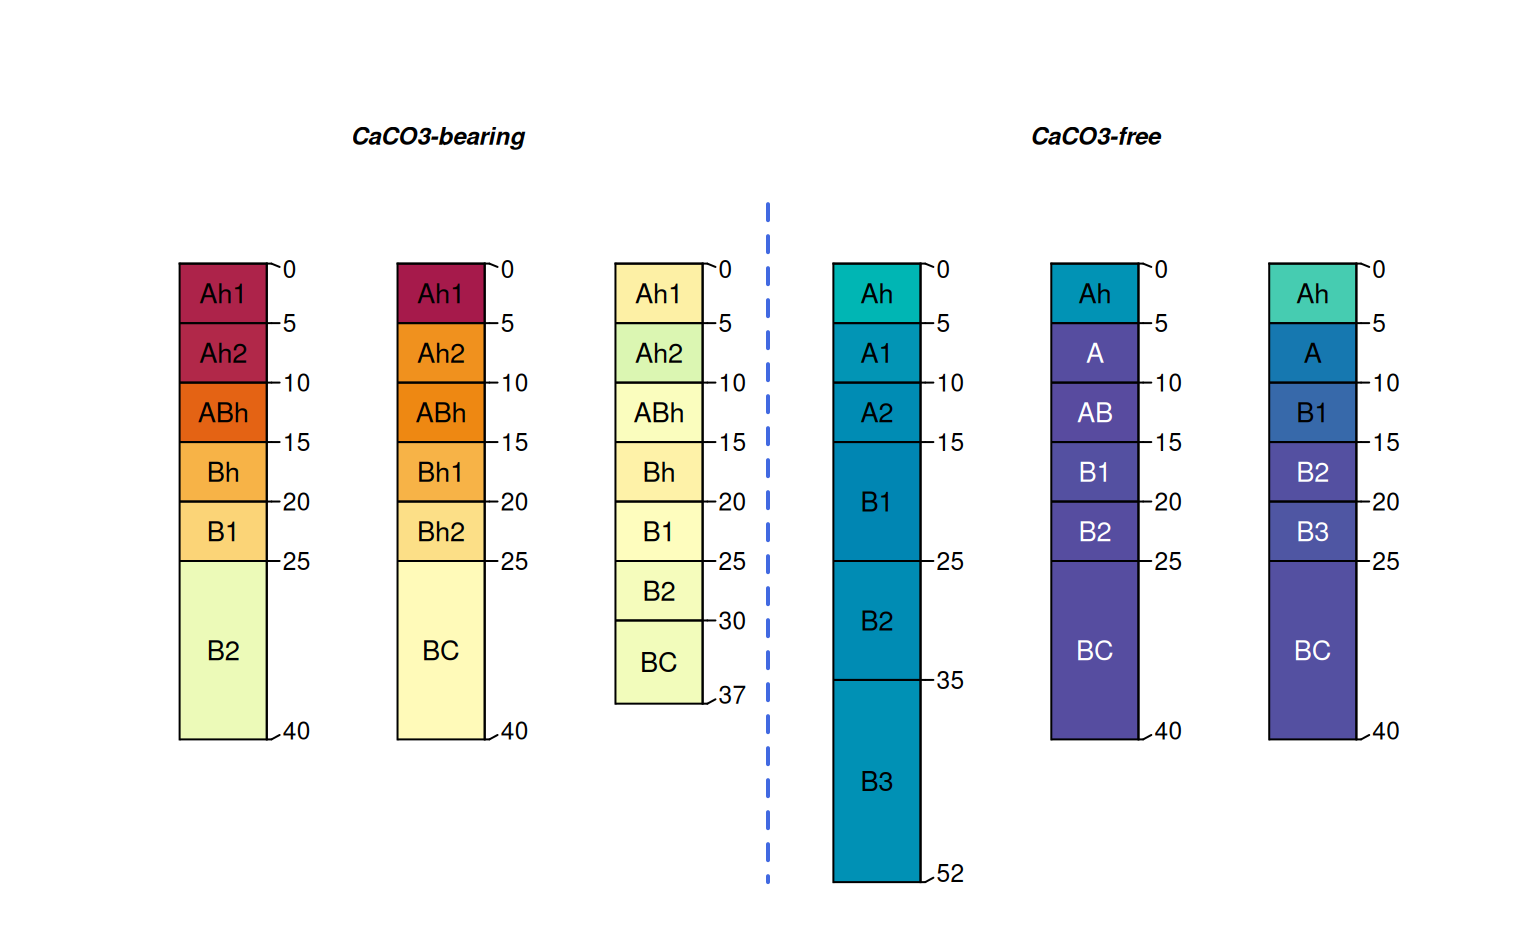 CaCO3-bearing
CaCO3-free
0 0 0 0 0 0
Ah1 Ah1 Ah1 Ah Ah Ah
5 5 5 5 5 5
Ah2 Ah2 Ah2 A1 A A
10 10 10 10 10 10
ABh ABh ABh A2 AB B1
15 15 15 15 15 15
Bh Bh1 Bh B1 B1 B2
20 20 20 20 20
B1 Bh2 B1 B2 B3
25 25 25 25 25 25
B2
30
B2 BC BC B2 BC BC
35
37
40 40 40 40
B3
52